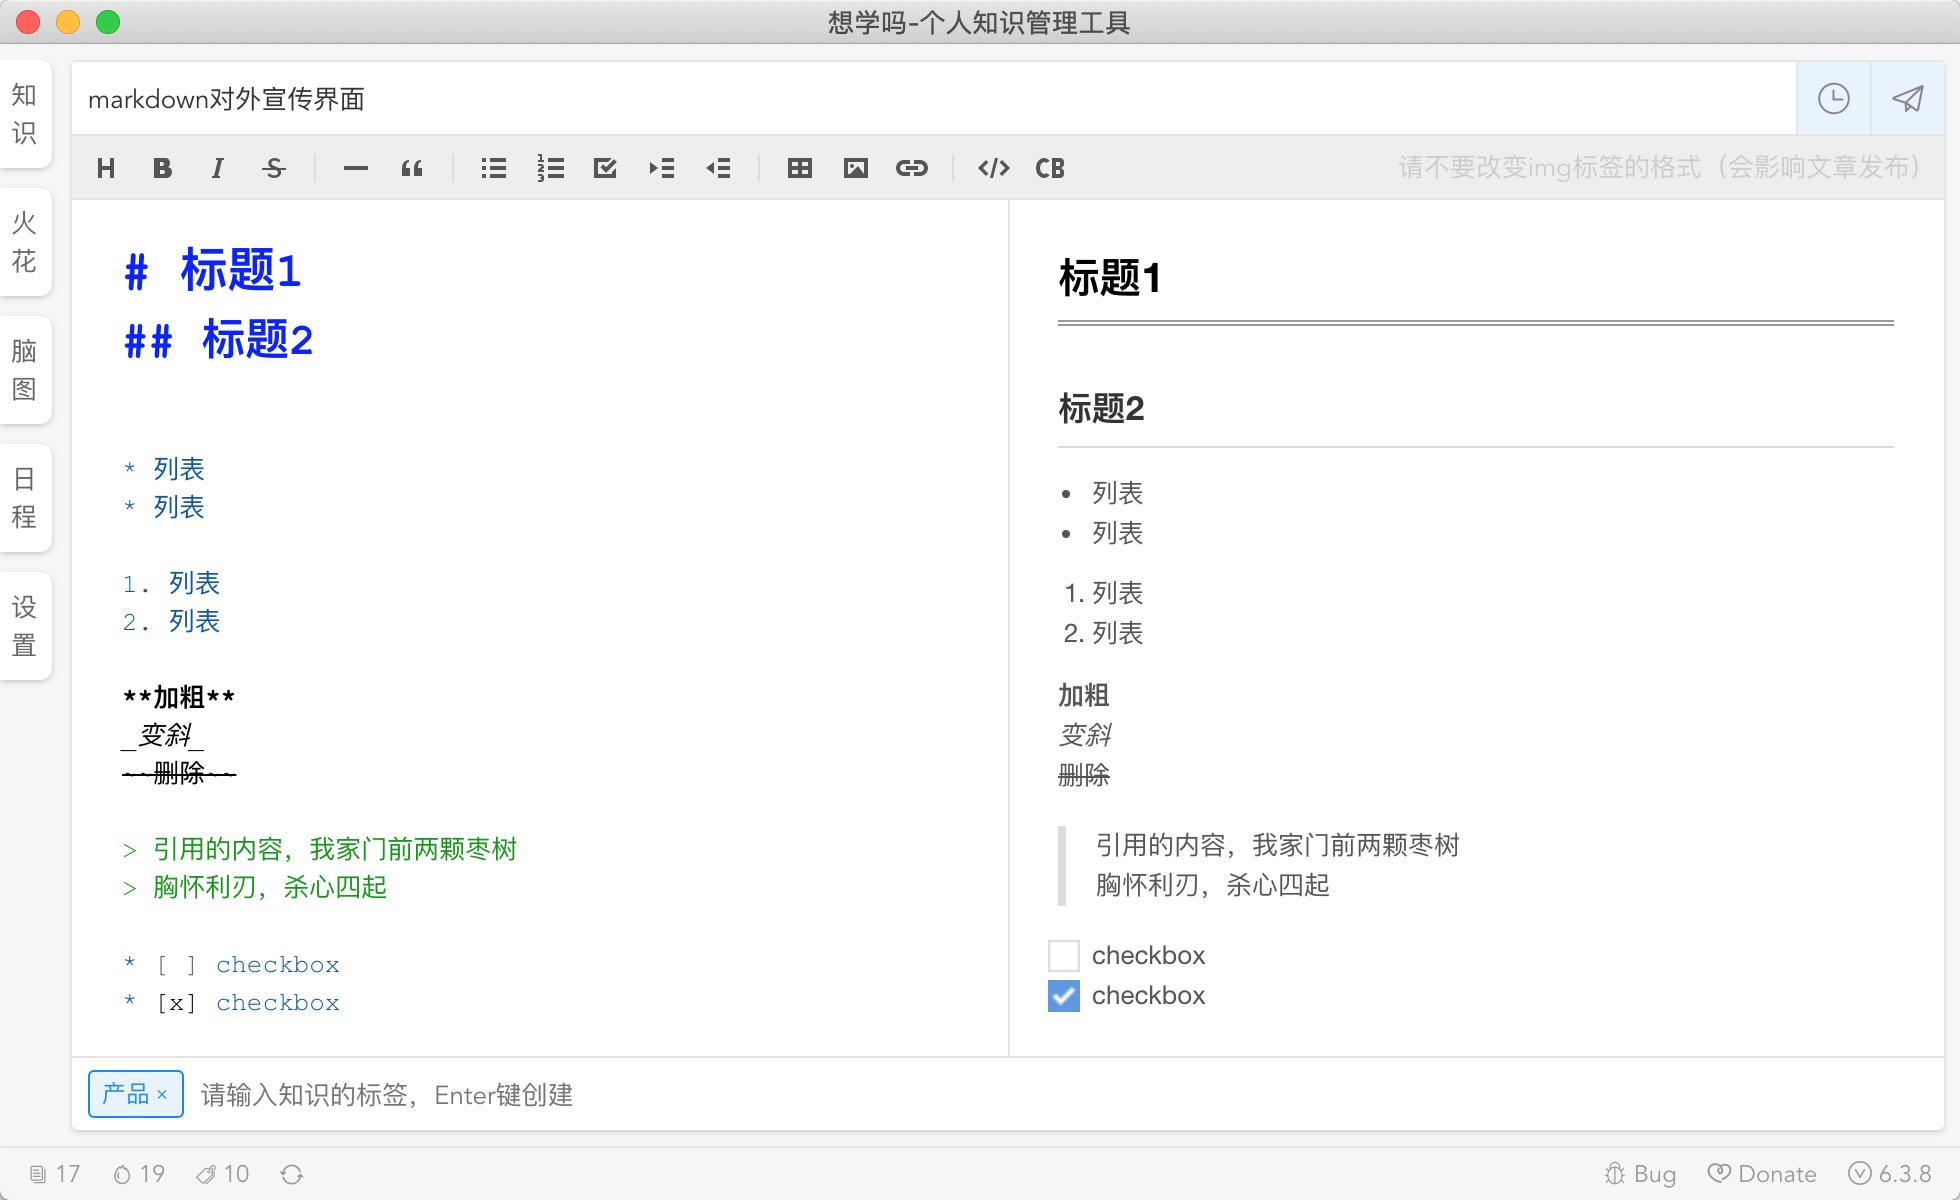 想学吗-个人知识管理工具
知识
火花
脑图
日程
设置
markdown对外宣传界面
H B I S — “ </> CB 请不要改变img标签的格式（会影响文章发布）
# 标题1
## 标题2
* 列表
* 列表
1. 列表
2. 列表
**加粗**
_变斜_
~~删除~~
> 引用的内容，我家门前两颗枣树
> 胸怀利刃，杀心四起
* [ ] checkbox
* [x] checkbox
标题1
标题2
• 列表
• 列表
1. 列表
2. 列表
加粗
变斜
删除
引用的内容，我家门前两颗枣树
胸怀利刃，杀心四起
checkbox
checkbox
产品 × 请输入知识的标签，Enter键创建
17 19 10 Bug Donate 6.3.8